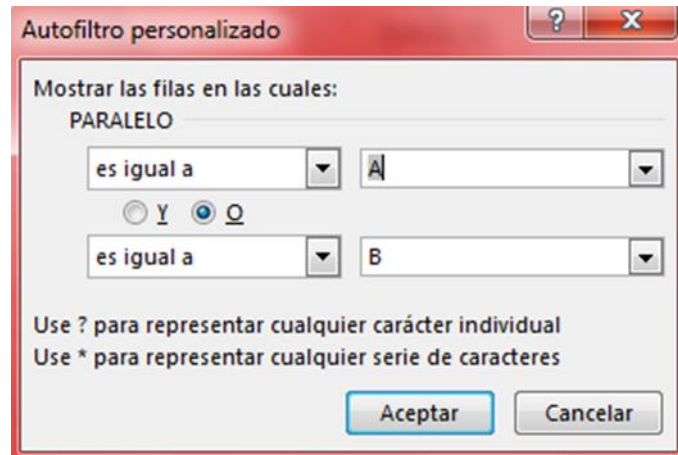 Autofiltro personalizado ? X
Mostrar las filas en las cuales:
PARALELO
es igual a A
Y O
es igual a B
Use ? para representar cualquier carácter individual
Use * para representar cualquier serie de caracteres
Aceptar Cancelar